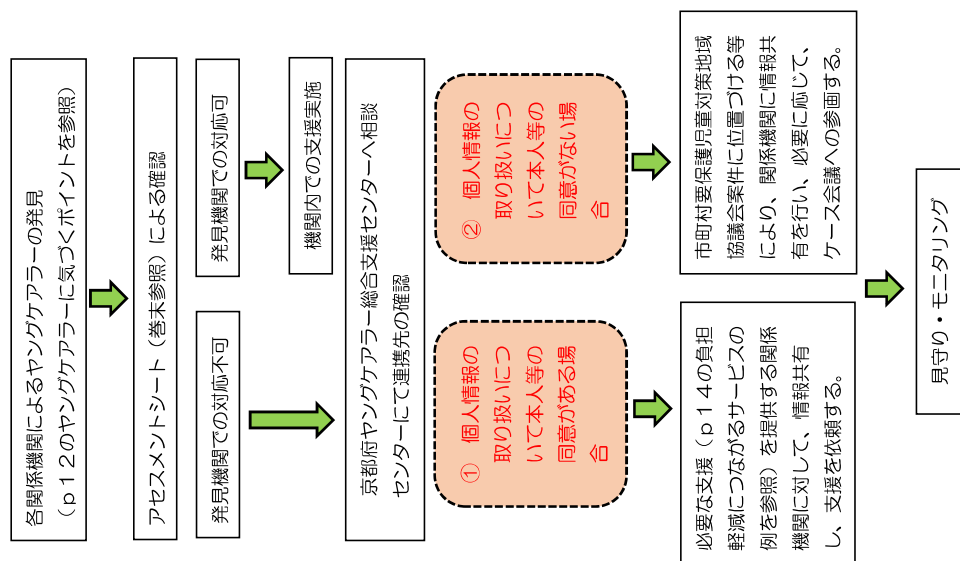 各関係機関によるヤングケアラーの発見
（ｐ１２のヤングケアラーに気づくポイントを参照）
アセスメントシート（巻末参照）による確認
発見機関での対応不可
発見機関での対応可
機関内での支援実施
京都府ヤングケアラー総合支援センターへ相談
センターにて連携先の確認
① 個人情報の
取り扱いにつ
いて本人等の
同意がある場
合
② 個人情報の
取り扱いにつ
いて本人等の
同意がない場
合
必要な支援（ｐ１４の負担
軽減につながるサービスの
例を参照）を提供する関係
機関に対して、情報共有
し、支援を依頼する。
市町村要保護児童対策地域
協議会案件に位置づける等
により、関係機関に情報共
有を行い、必要に応じて、
ケース会議への参画する。
見守り・モニタリング